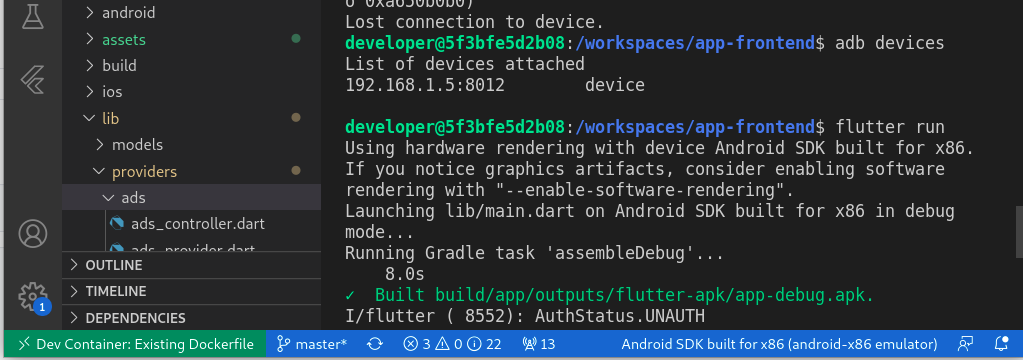 android
assets
build
ios
lib
models
providers
ads
ads_controller.dart
ads_provider.dart
OUTLINE
TIMELINE
DEPENDENCIES
1
o 0xa650b0b0)
Lost connection to device.
developer@5f3bfe5d2b08:/workspaces/app-frontend$ adb devices
List of devices attached
192.168.1.5:8012        device
developer@5f3bfe5d2b08:/workspaces/app-frontend$ flutter run
Using hardware rendering with device Android SDK built for x86.
If you notice graphics artifacts, consider enabling software
rendering with "--enable-software-rendering".
Launching lib/main.dart on Android SDK built for x86 in debug
mode...
Running Gradle task 'assembleDebug'...
    8.0s
✓  Built build/app/outputs/flutter-apk/app-debug.apk.
I/flutter ( 8552): AuthStatus.UNAUTH
Dev Container: Existing Dockerfile master* 3 0 22 13 Android SDK built for x86 (android-x86 emulator)